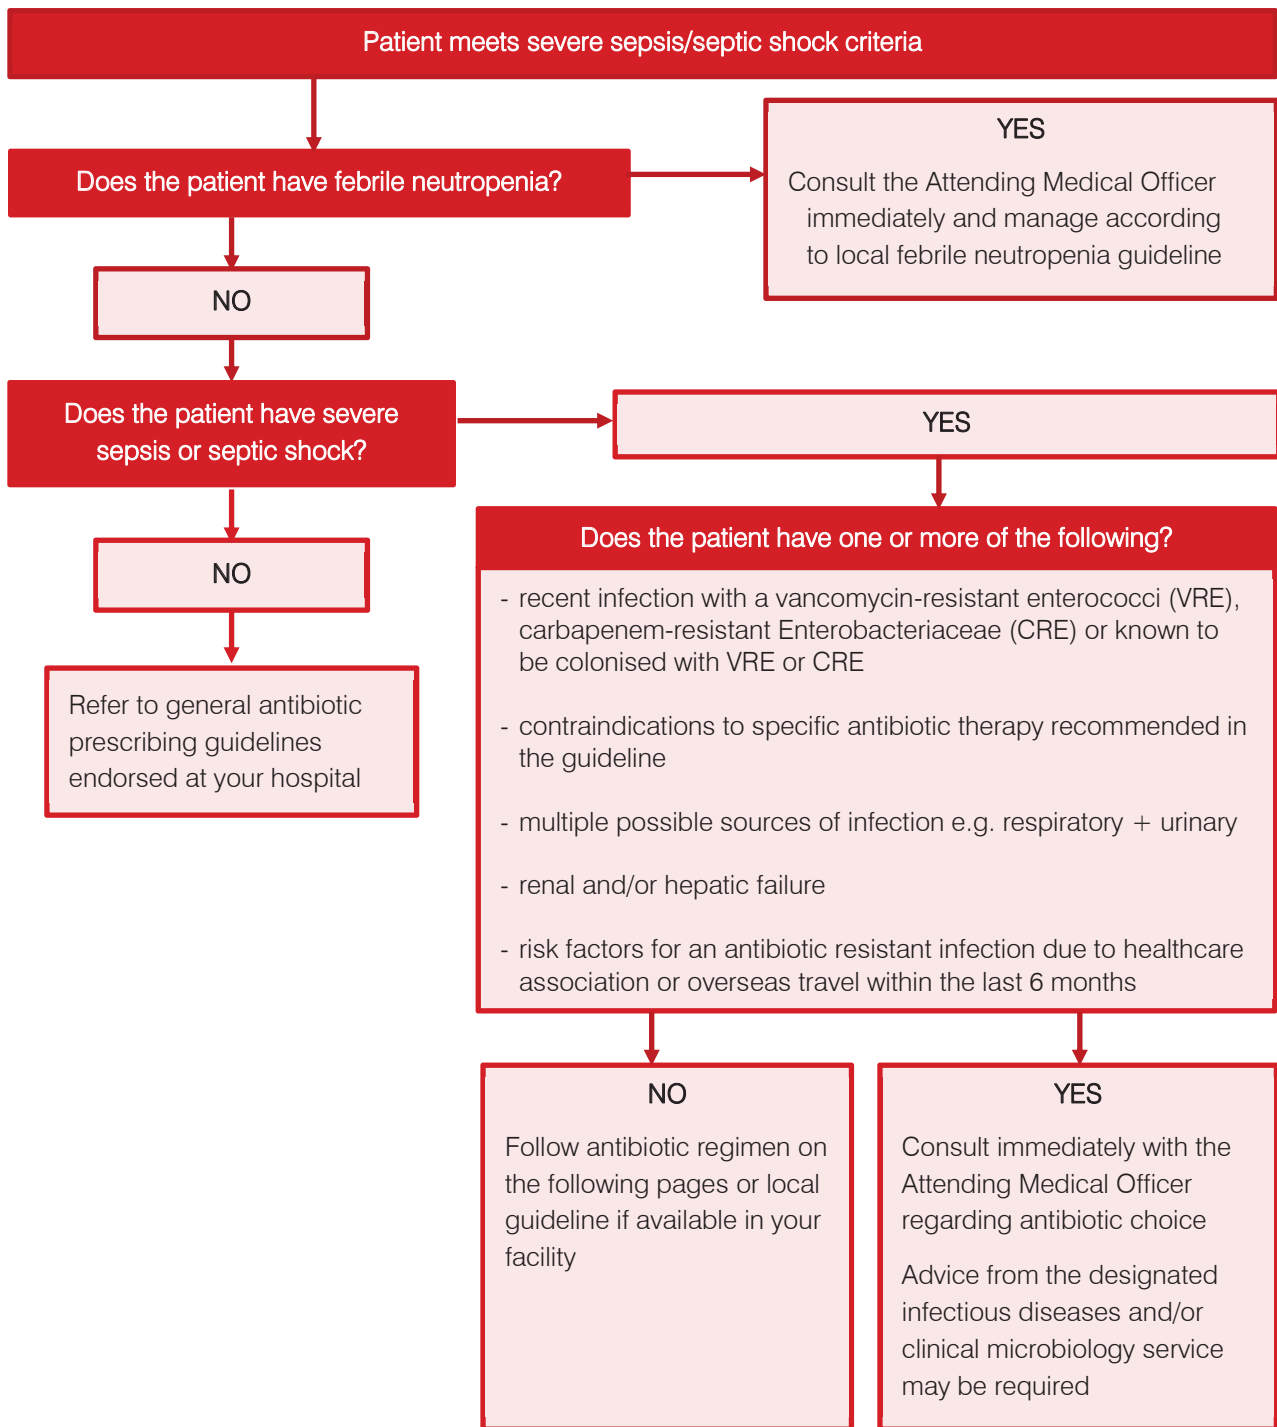 Patient meets severe sepsis/septic shock criteria
Does the patient have febrile neutropenia?
YES
Consult the Attending Medical Officer
immediately and manage according
to local febrile neutropenia guideline
NO
Does the patient have severe
sepsis or septic shock?
YES
NO
Refer to general antibiotic
prescribing guidelines
endorsed at your hospital
Does the patient have one or more of the following?
- recent infection with a vancomycin-resistant enterococci (VRE),
carbapenem-resistant Enterobacteriaceae (CRE) or known to
be colonised with VRE or CRE
- contraindications to specific antibiotic therapy recommended in
the guideline
- multiple possible sources of infection e.g. respiratory + urinary
- renal and/or hepatic failure
- risk factors for an antibiotic resistant infection due to healthcare
association or overseas travel within the last 6 months
NO
Follow antibiotic regimen on
the following pages or local
guideline if available in your
facility
YES
Consult immediately with the
Attending Medical Officer
regarding antibiotic choice
Advice from the designated
infectious diseases and/or
clinical microbiology service
may be required